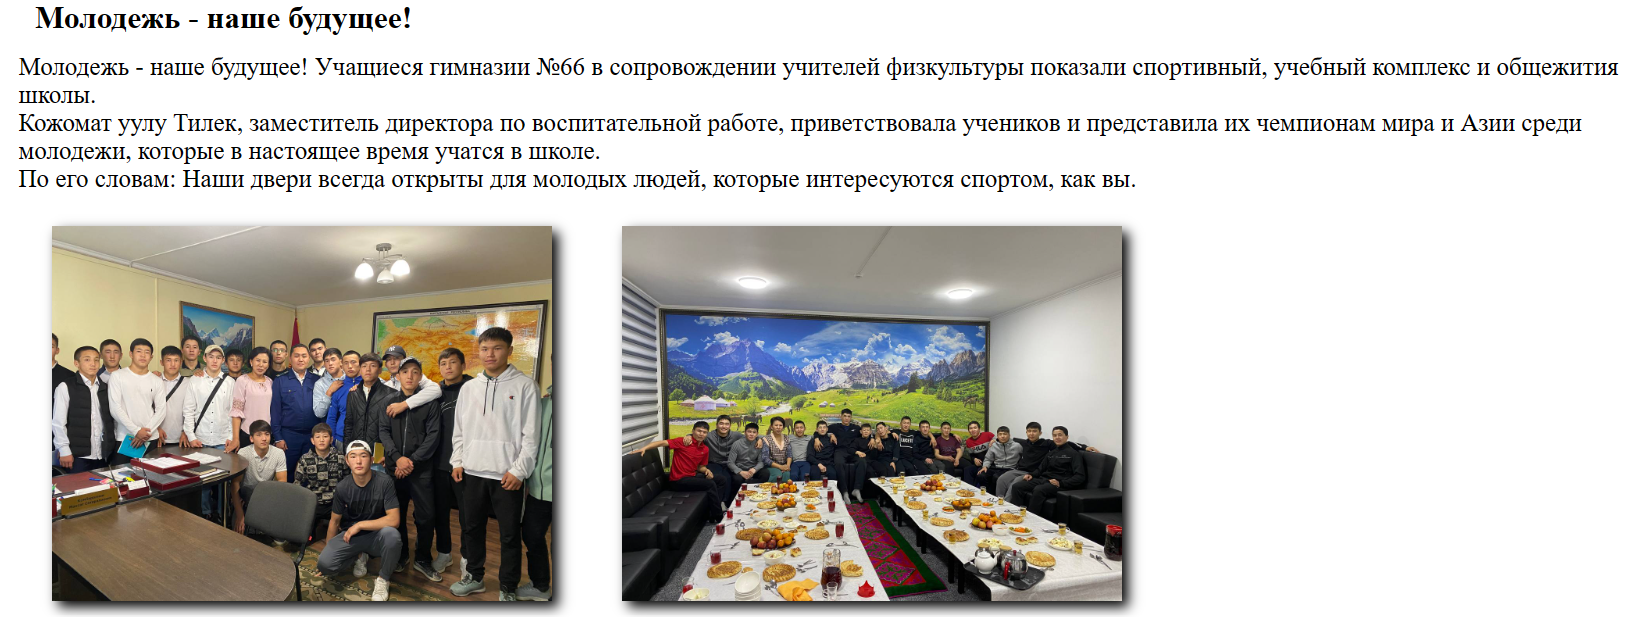 Молодежь - наше будущее!
Молодежь - наше будущее! Учащиеся гимназии №66 в сопровождении учителей физкультуры показали спортивный, учебный комплекс и общежития
школы.
Кожомат уулу Тилек, заместитель директора по воспитательной работе, приветствовала учеников и представила их чемпионам мира и Азии среди
молодежи, которые в настоящее время учатся в школе.
По его словам: Наши двери всегда открыты для молодых людей, которые интересуются спортом, как вы.